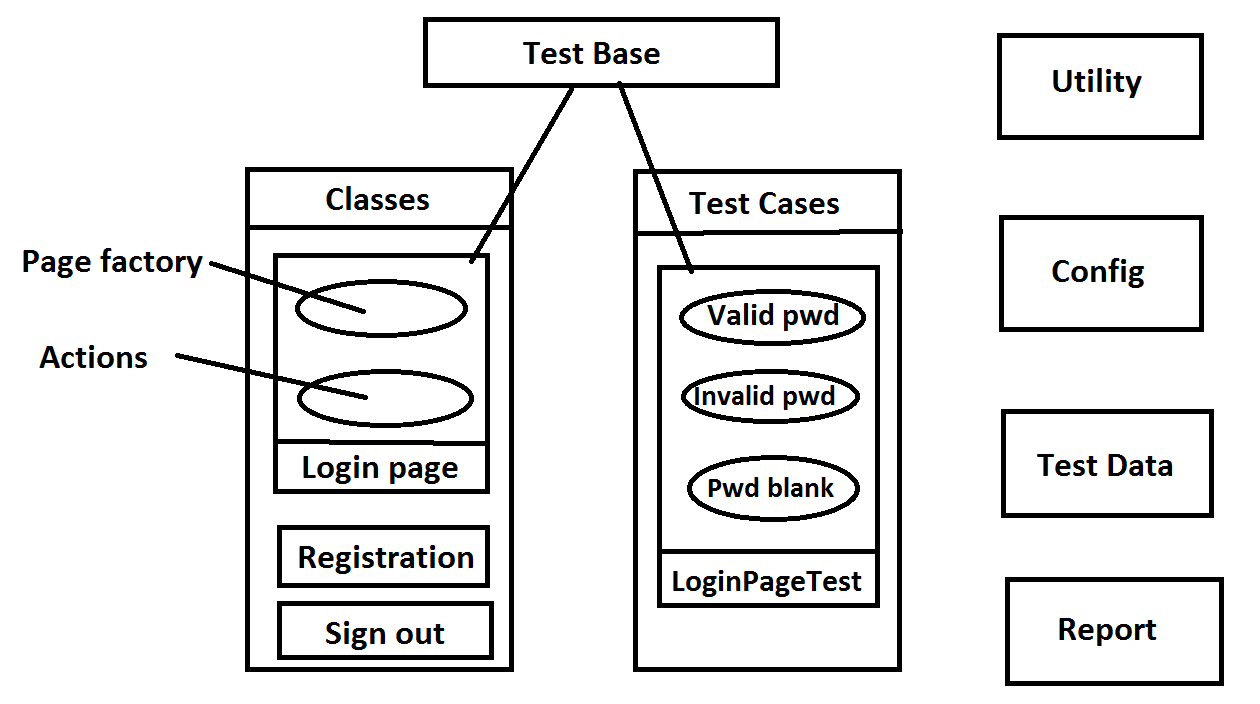 Test Base
Utility
Classes
Test Cases
Page factory
Config
Valid pwd
Actions
Invalid pwd
Login page
Test Data
Pwd blank
Registration
LoginPageTest
Sign out
Report